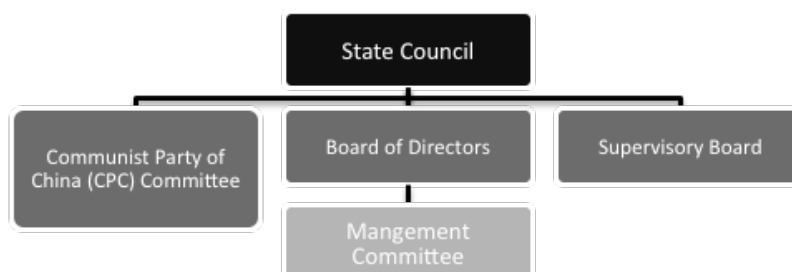 State Council
Communist Party of
China (CPC) Committee
Board of Directors
Supervisory Board
Mangement
Committee